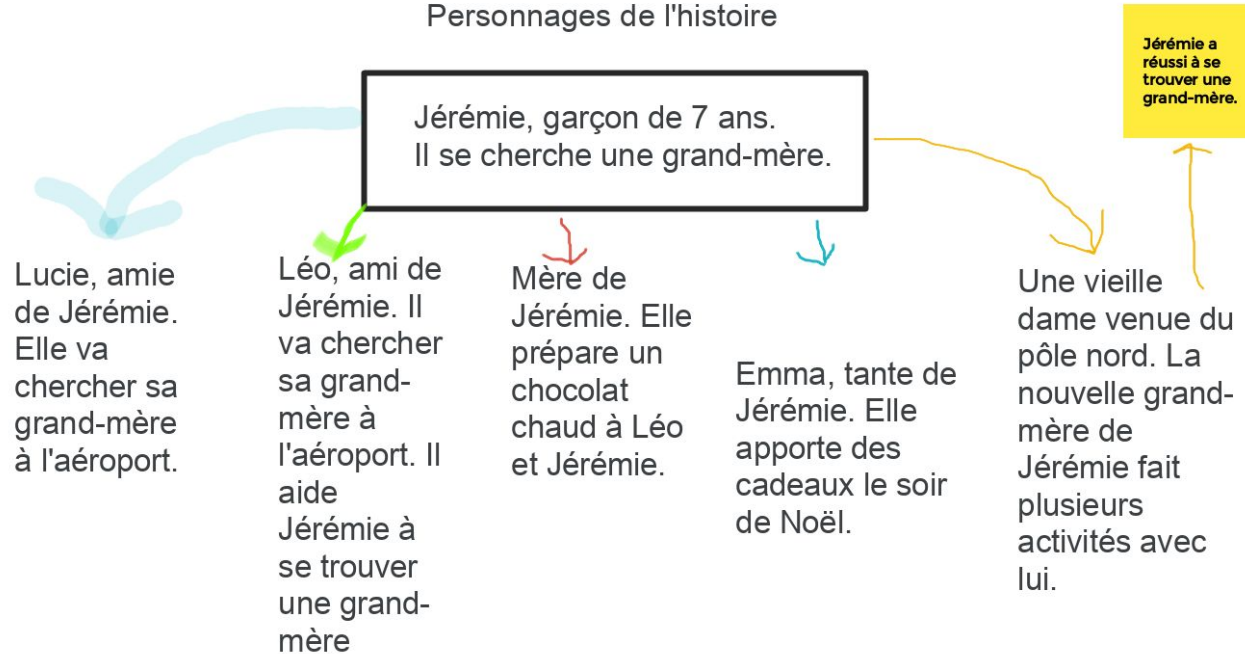 Personnages de l'histoire
Jérémie a
réussi à se
trouver une
grand-mère.
Jérémie, garçon de 7 ans.
Il se cherche une grand-mère.
Lucie, amie
de Jérémie.
Elle va
chercher sa
grand-mère
à l'aéroport.
Léo, ami de
Jérémie. Il
va chercher
sa grand-
mère à
l'aéroport. Il
aide
Jérémie à
se trouver
une grand-
mère
Mère de
Jérémie. Elle
prépare un
chocolat
chaud à Léo
et Jérémie.
Emma, tante de
Jérémie. Elle
apporte des
cadeaux le soir
de Noël.
Une vieille
dame venue du
pôle nord. La
nouvelle grand-
mère de
Jérémie fait
plusieurs
activités avec
lui.